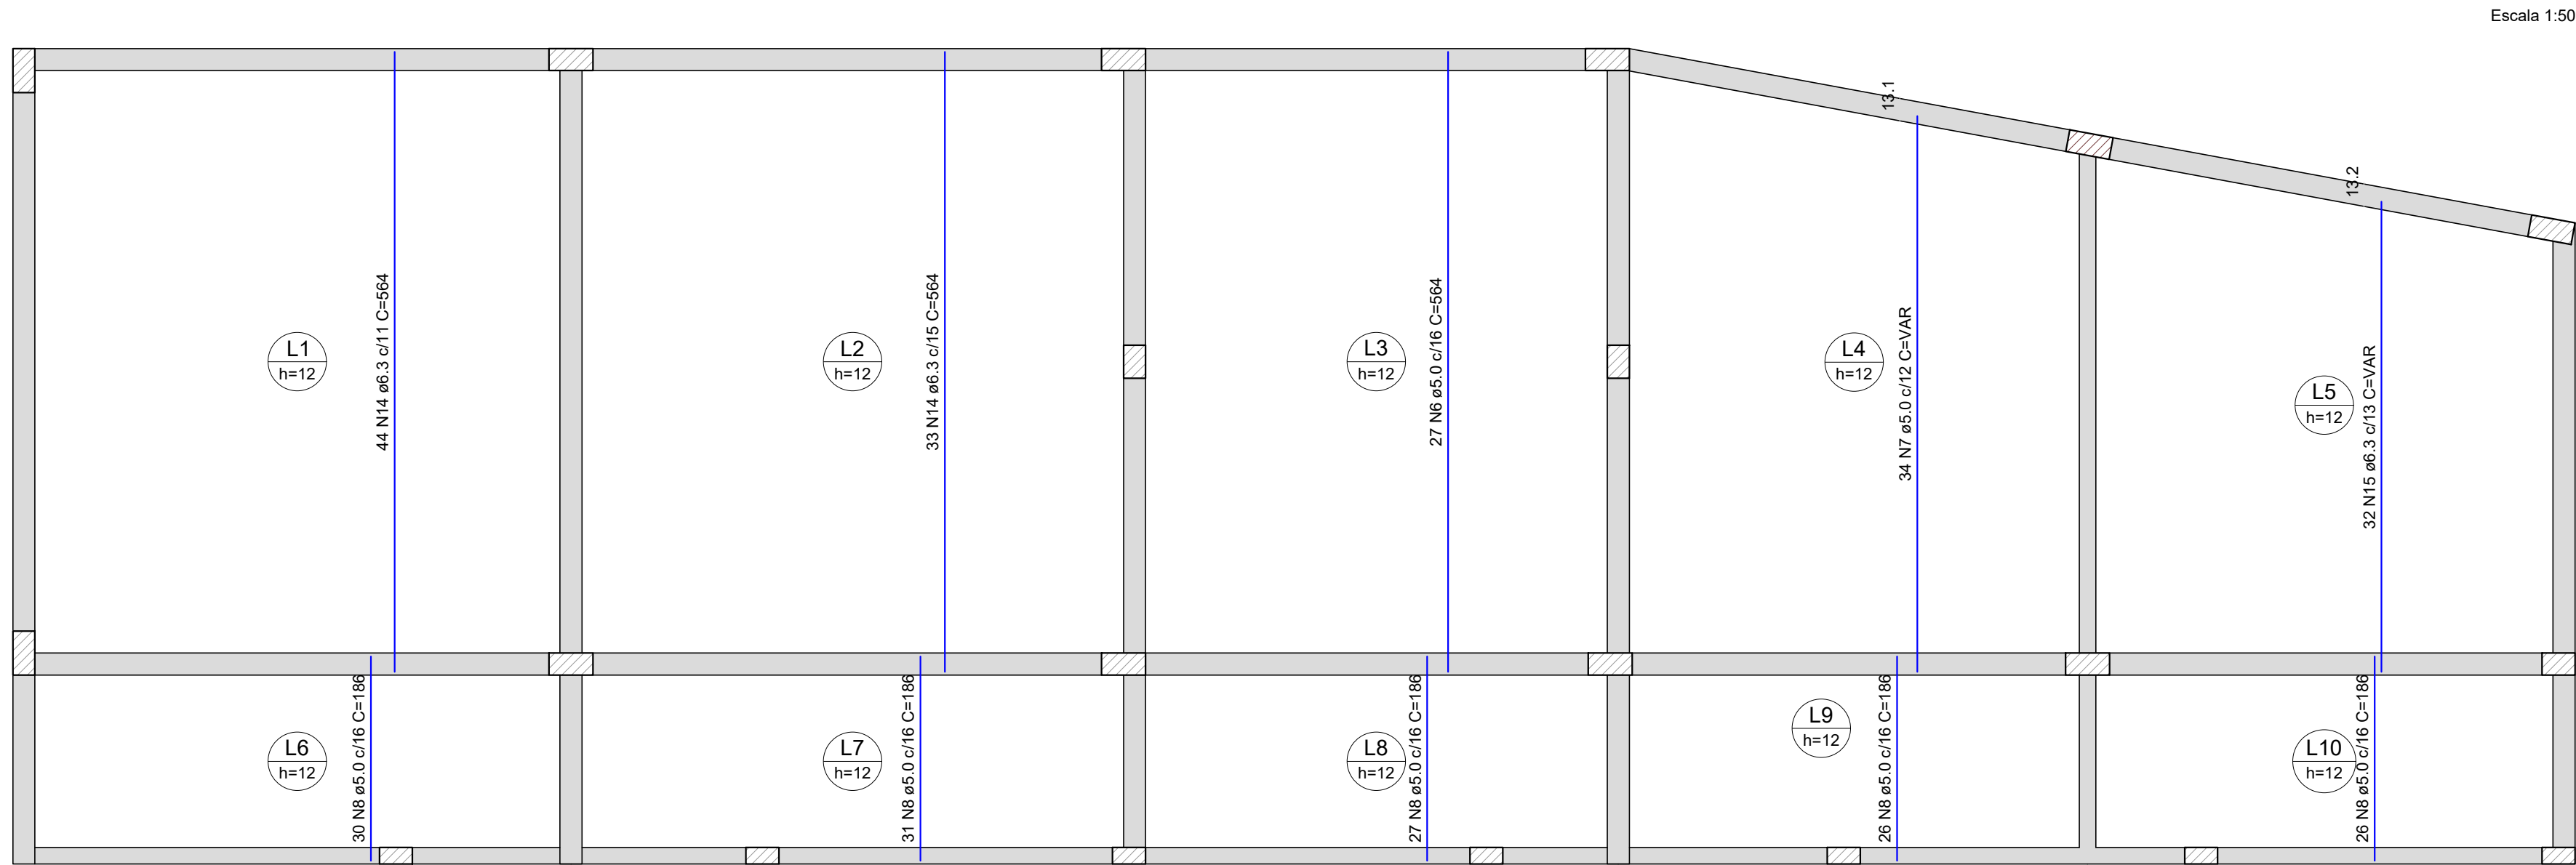 Escala 1:50
13.1
13.2
L1
h=12
44 N14 ø6.3 c/11 C=564
L2
h=12
33 N14 ø6.3 c/15 C=564
L3
h=12
27 N6 ø5.0 c/16 C=564
L4
h=12
34 N7 ø5.0 c/12 C=VAR
L5
h=12
32 N15 ø6.3 c/13 C=VAR
L6
h=12
30 N8 ø5.0 c/16 C=186
L7
h=12
31 N8 ø5.0 c/16 C=186
L8
h=12
27 N8 ø5.0 c/16 C=186
L9
h=12
26 N8 ø5.0 c/16 C=186
L10
h=12
26 N8 ø5.0 c/16 C=186